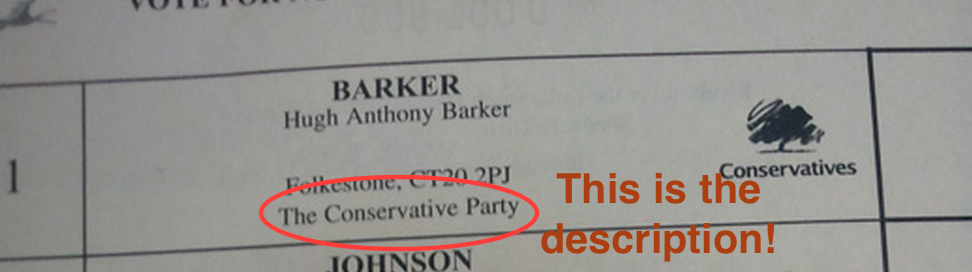 VOTE FOR NO
BARKER
Hugh Anthony Barker
1
Folkestone, CT20 2PJ
The Conservative Party
Conservatives
This is the
description!
JOHNSON